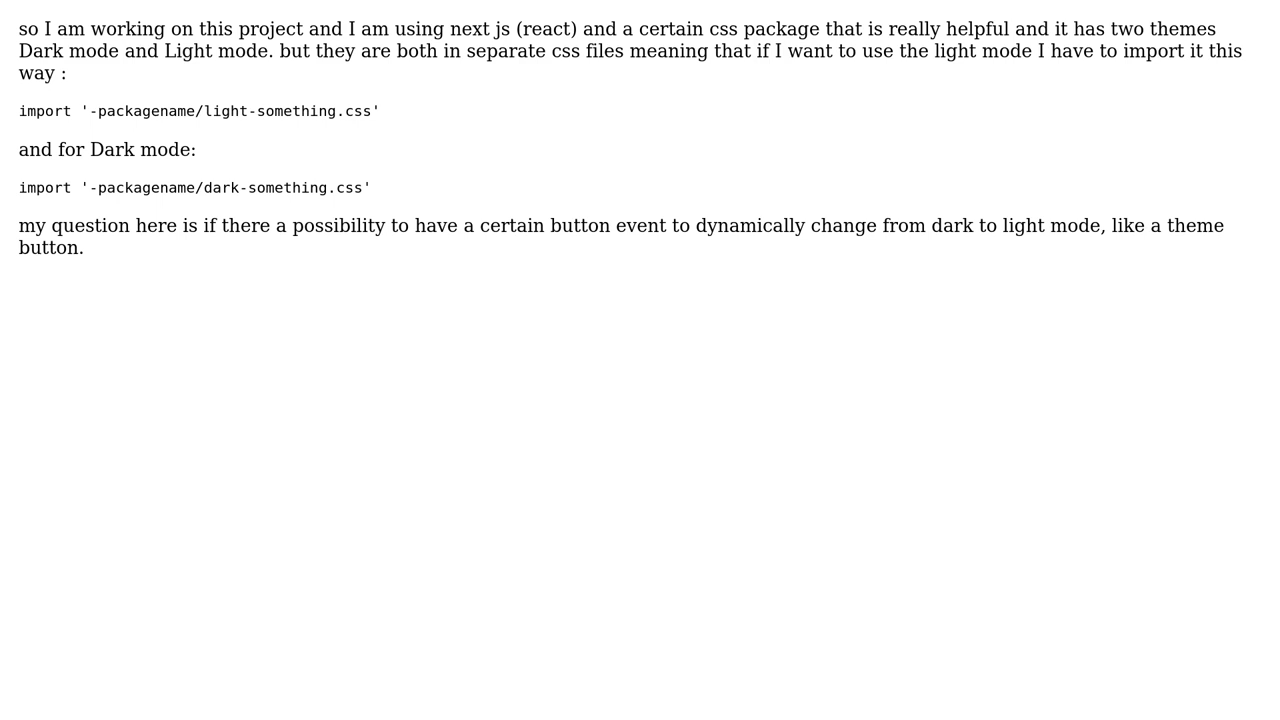 so I am working on this project and I am using next js (react) and a certain css package that is really helpful and it has two themes
Dark mode and Light mode. but they are both in separate css files meaning that if I want to use the light mode I have to import it this
way :
import '-packagename/light-something.css'
and for Dark mode:
import '-packagename/dark-something.css'
my question here is if there a possibility to have a certain button event to dynamically change from dark to light mode, like a theme
button.